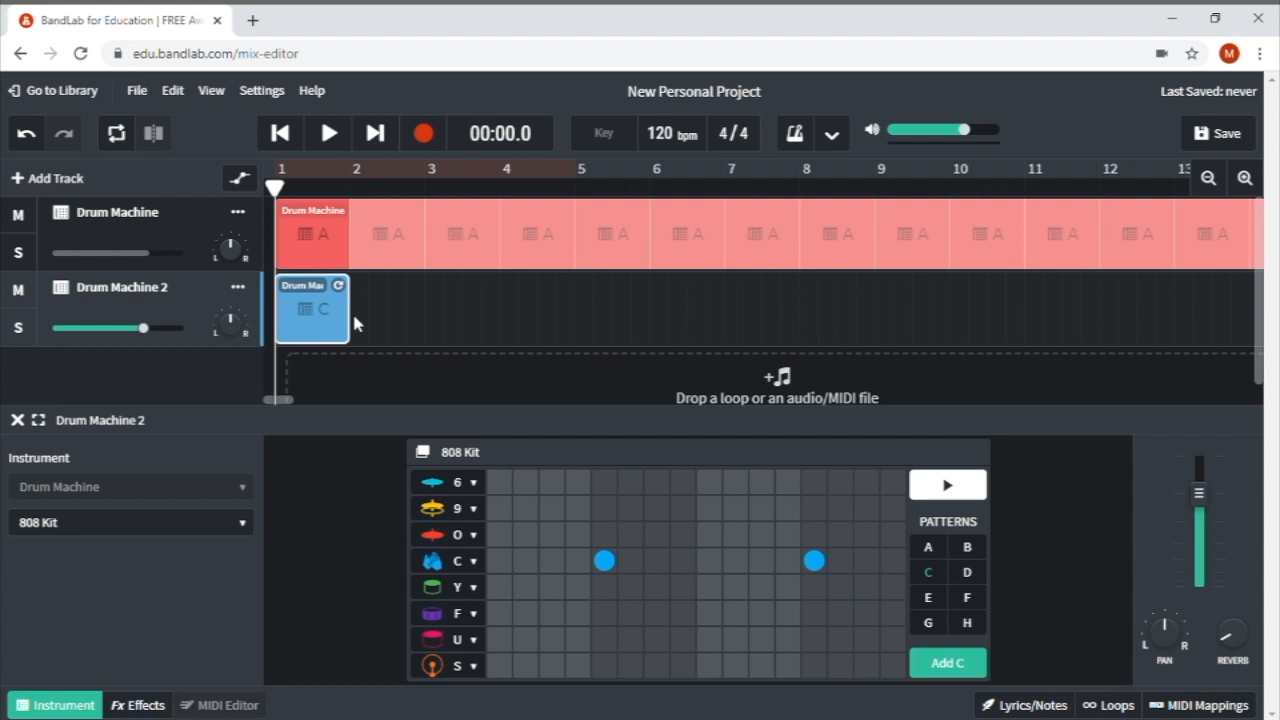 BandLab for Education | FREE Aw
edu.bandlab.com/mix-editor
M
Go to Library File Edit View Settings Help New Personal Project Last Saved: never
00:00.0 Key 120 bpm 4 / 4 Save
+ Add Track 1 2 3 4 5 6 7 8 9 10 11 12 13
M Drum Machine ••• Drum Machine
S L R A A A A A A A A A A A A A
M Drum Machine 2 ••• Drum Mac
S L R C
Drop a loop or an audio/MIDI file
Drum Machine 2
Instrument 808 Kit
Drum Machine 6
808 Kit 9
O PATTERNS
C A B
Y C D
F E F
U G H
S Add C
L R
PAN REVERB
Instrument Fx Effects MIDI Editor Lyrics/Notes Loops MIDI Mappings